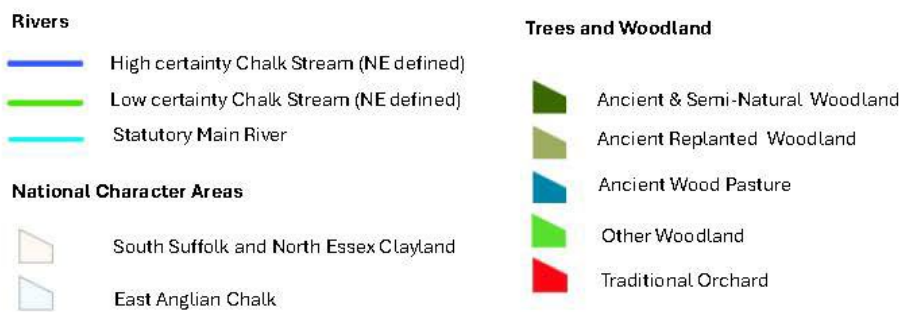 Rivers
High certainty Chalk Stream (NE defined)
Low certainty Chalk Stream (NE defined)
Statutory Main River
National Character Areas
South Suffolk and North Essex Clayland
East Anglian Chalk
Trees and Woodland
Ancient & Semi-Natural Woodland
Ancient Replanted Woodland
Ancient Wood Pasture
Other Woodland
Traditional Orchard